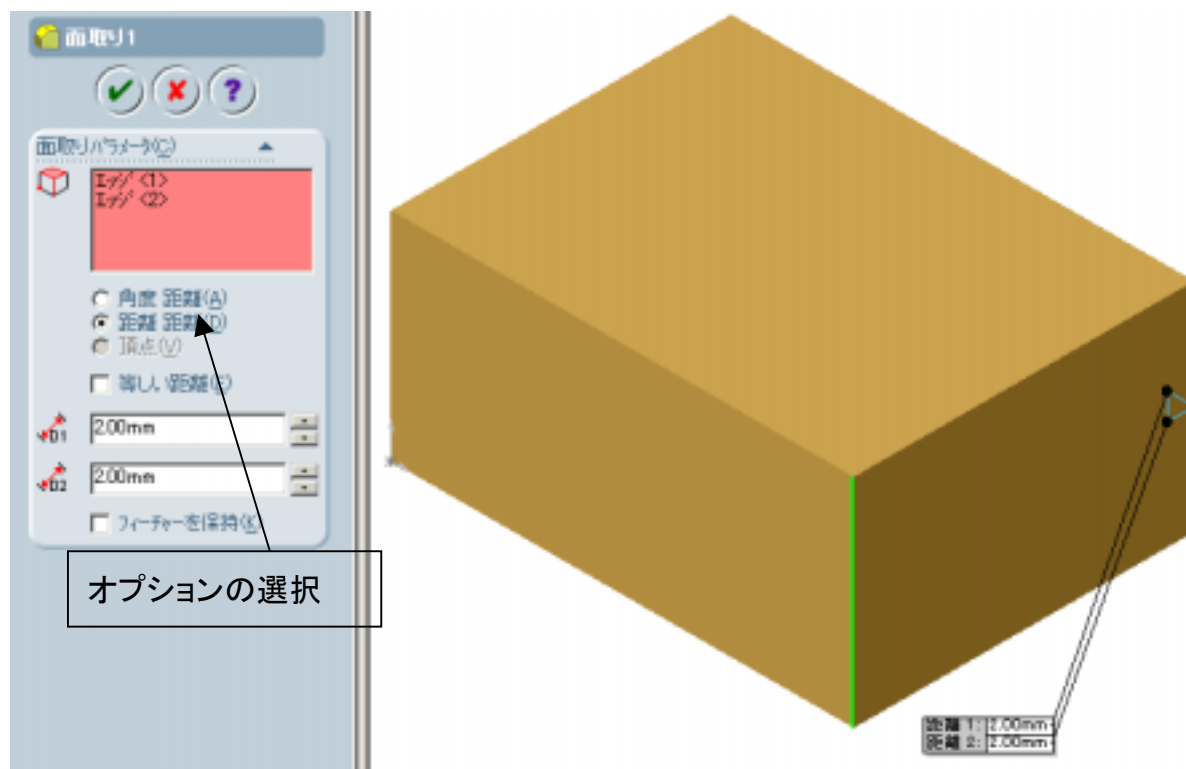 面取り1
面取りパラメータ(C)
エッジ <1>
エッジ <2>
角度 距離(A)
距離 距離(D)
頂点(V)
等しい距離(E)
D1
2.00mm
D2
2.00mm
フィーチャーを保持(K)
オプションの選択
距離 1: 2.00mm
距離 2: 2.00mm